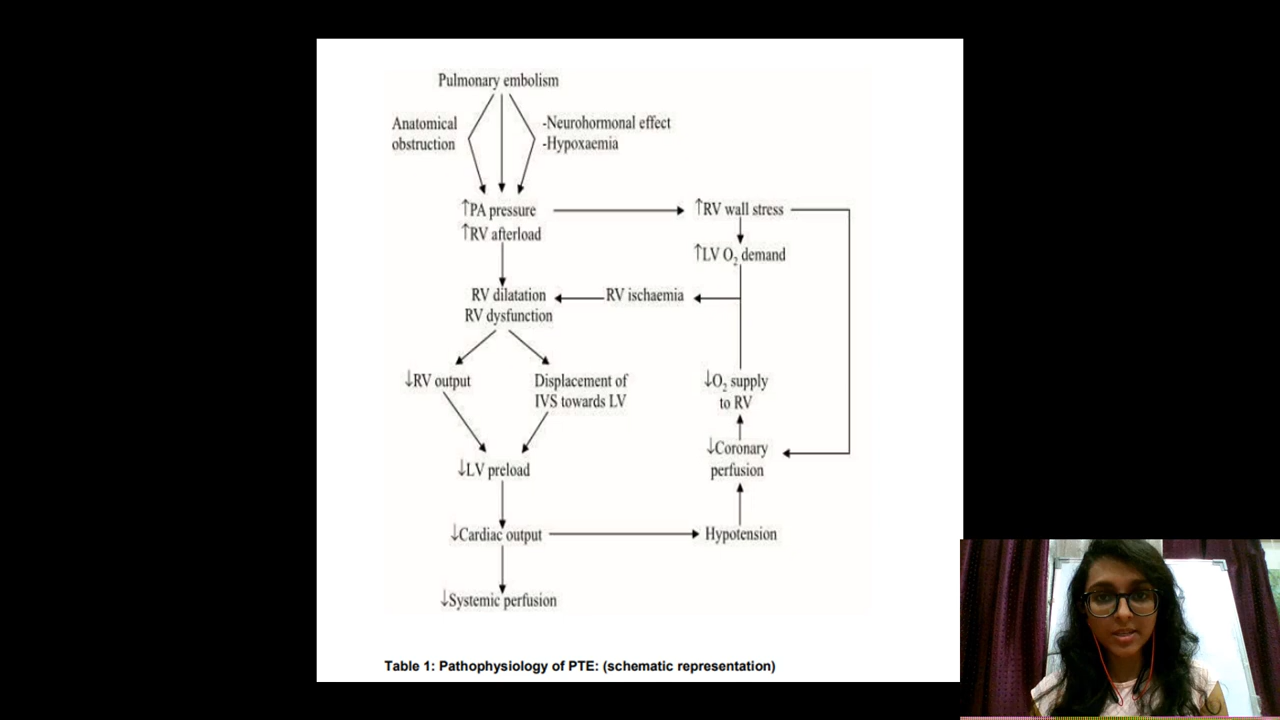 Pulmonary embolism
Anatomical
obstruction
-Neurohormonal effect
-Hypoxaemia
↑PA pressure
↑RV afterload
↑RV wall stress
↑LV O₂ demand
RV dilatation
RV dysfunction
RV ischaemia
↓RV output
Displacement of
IVS towards LV
↓O₂ supply
to RV
↓Coronary
perfusion
↓LV preload
↓Cardiac output
Hypotension
↓Systemic perfusion
Table 1: Pathophysiology of PTE: (schematic representation)